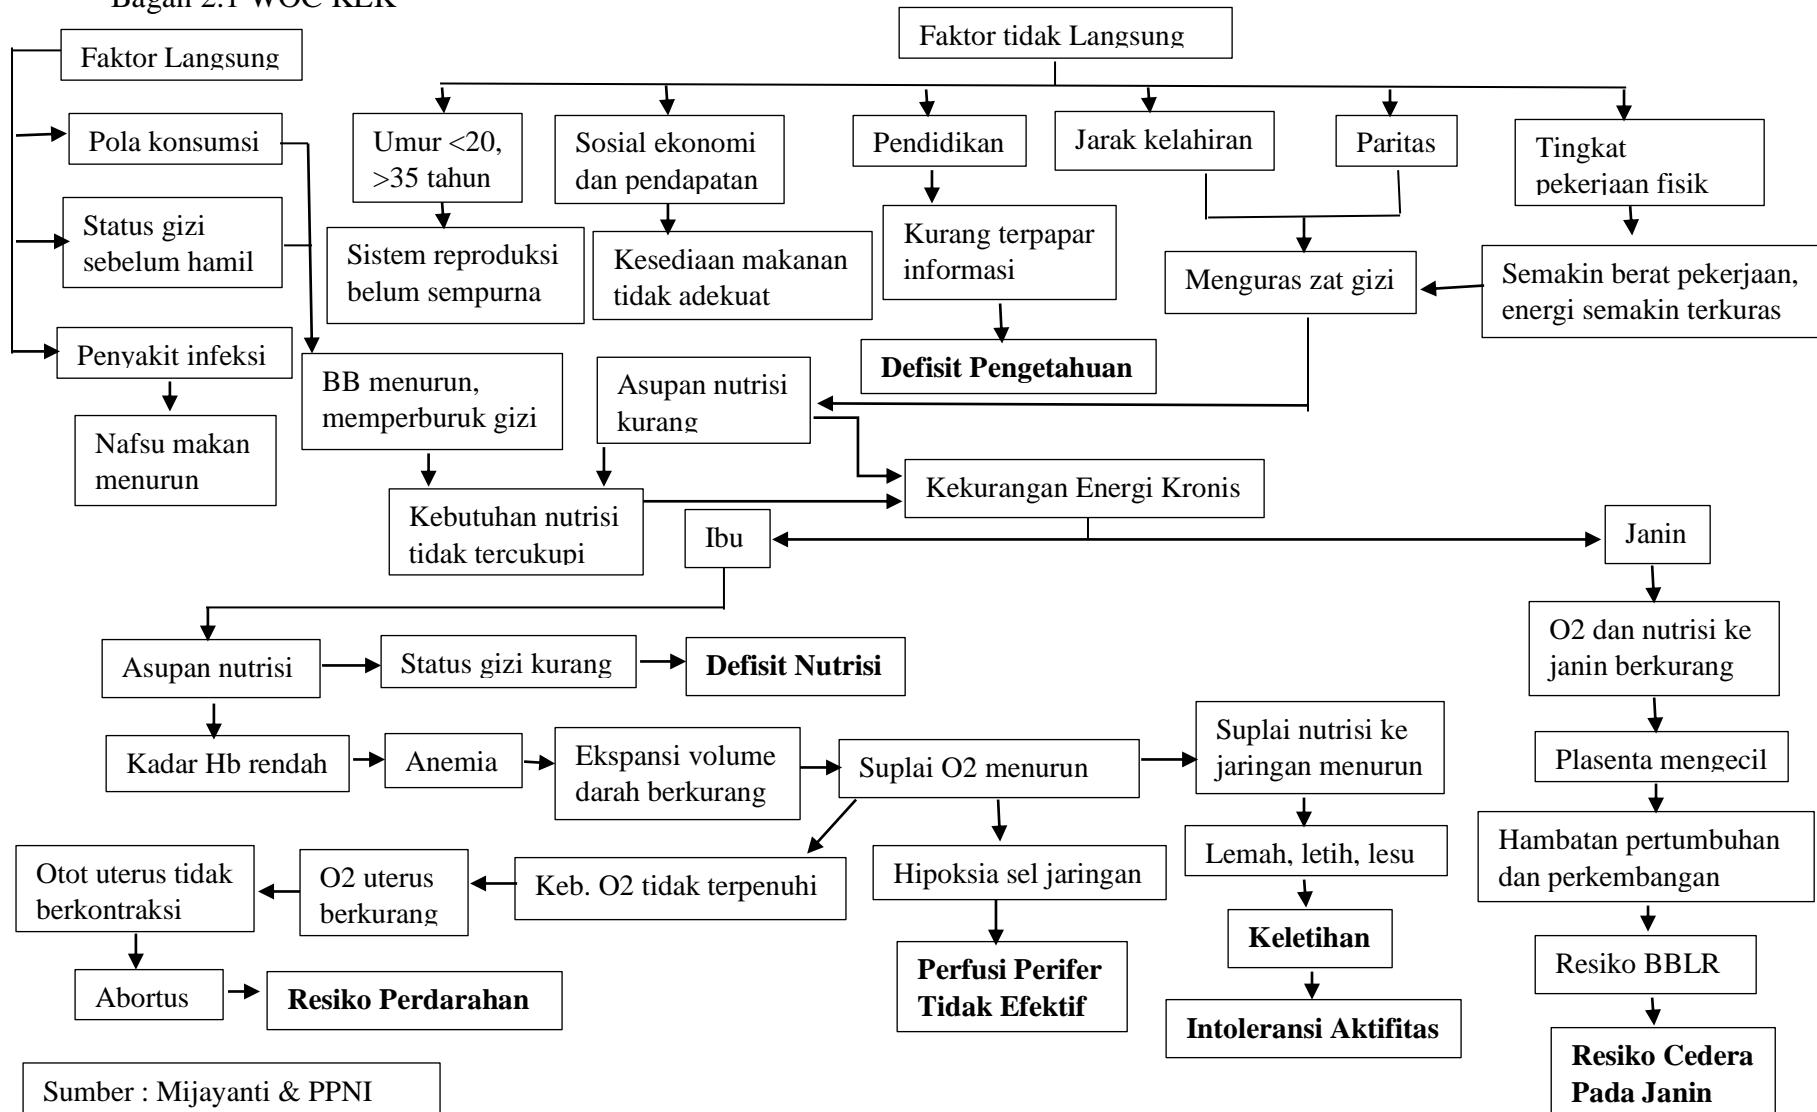 Bagan 2.1 WOC KEK
Faktor Langsung
Faktor tidak Langsung
Pola konsumsi
Umur <20,
>35 tahun
Sosial ekonomi
dan pendapatan
Pendidikan
Jarak kelahiran
Paritas
Tingkat
pekerjaan fisik
Status gizi
sebelum hamil
Sistem reproduksi
belum sempurna
Kesediaan makanan
tidak adekuat
Kurang terpapar
informasi
Menguras zat gizi
Semakin berat pekerjaan,
energi semakin terkuras
Penyakit infeksi
BB menurun,
memperburuk gizi
Asupan nutrisi
kurang
Defisit Pengetahuan
Nafsu makan
menurun
Kebutuhan nutrisi
tidak tercukupi
Kekurangan Energi Kronis
Ibu
Janin
Asupan nutrisi
Status gizi kurang
Defisit Nutrisi
O2 dan nutrisi ke
janin berkurang
Kadar Hb rendah
Anemia
Ekspansi volume
darah berkurang
Suplai O2 menurun
Suplai nutrisi ke
jaringan menurun
Plasenta mengecil
Otot uterus tidak
berkontraksi
O2 uterus
berkurang
Keb. O2 tidak terpenuhi
Hipoksia sel jaringan
Lemah, letih, lesu
Hambatan pertumbuhan
dan perkembangan
Abortus
Resiko Perdarahan
Perfusi Perifer
Tidak Efektif
Keletihan
Intoleransi Aktifitas
Resiko BBLR
Resiko Cedera
Pada Janin
Sumber : Mijayanti & PPNI